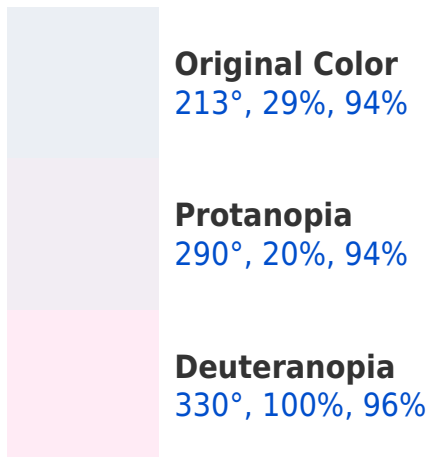 Original Color
213°, 29%, 94%
Protanopia
290°, 20%, 94%
Deuteranopia
330°, 100%, 96%